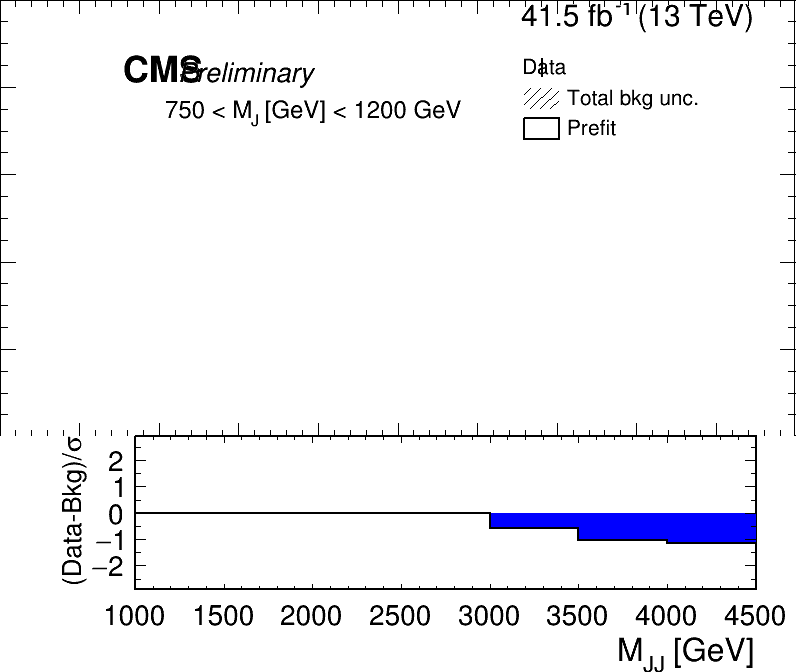 41.5 fb⁻¹ (13 TeV)
CMS Preliminary
750 < M_J [GeV] < 1200 GeV
Data
Total bkg unc.
Prefit
(Data-Bkg)/σ
2
1
0
−1
−2
1000 1500 2000 2500 3000 3500 4000 4500
M_JJ [GeV]